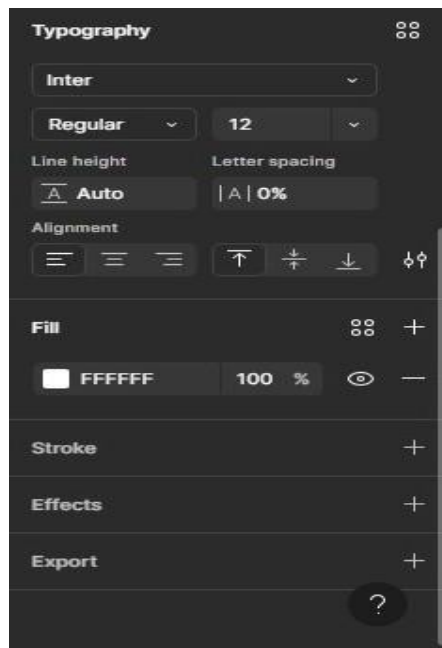 Typography
Inter
Regular 12
Line height Letter spacing
A Auto |A| 0%
Alignment
Fill
FFFFFF 100 %
Stroke
Effects
Export
?